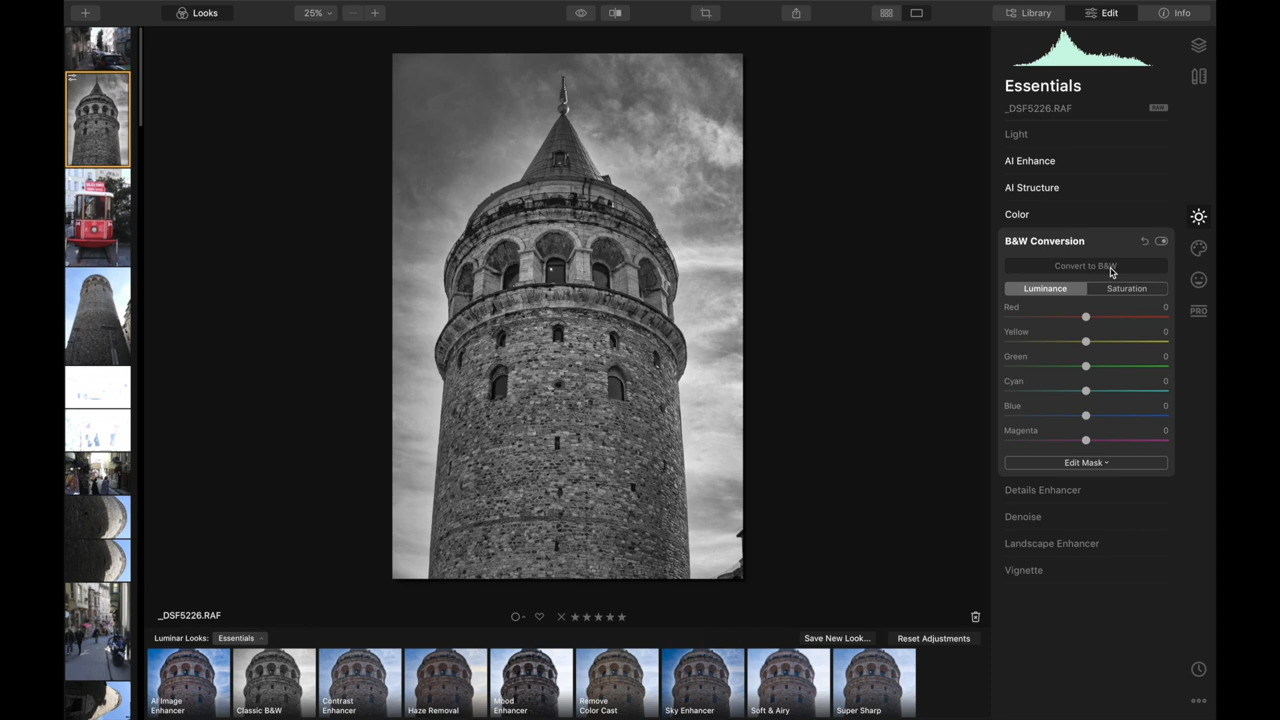 Looks
25%
Library
Edit
Info
Essentials
_DSF5226.RAF
RAW
Light
AI Enhance
AI Structure
Color
B&W Conversion
Convert to B&W
Luminance
Saturation
Red
0
Yellow
0
Green
0
Cyan
0
Blue
0
Magenta
0
Edit Mask
PRO
Details Enhancer
Denoise
Landscape Enhancer
Vignette
_DSF5226.RAF
Luminar Looks:
Essentials
Save New Look...
Reset Adjustments
AI Image
Enhancer
Classic B&W
Contrast
Enhancer
Haze Removal
Mood
Enhancer
Remove
Color Cast
Sky Enhancer
Soft & Airy
Super Sharp